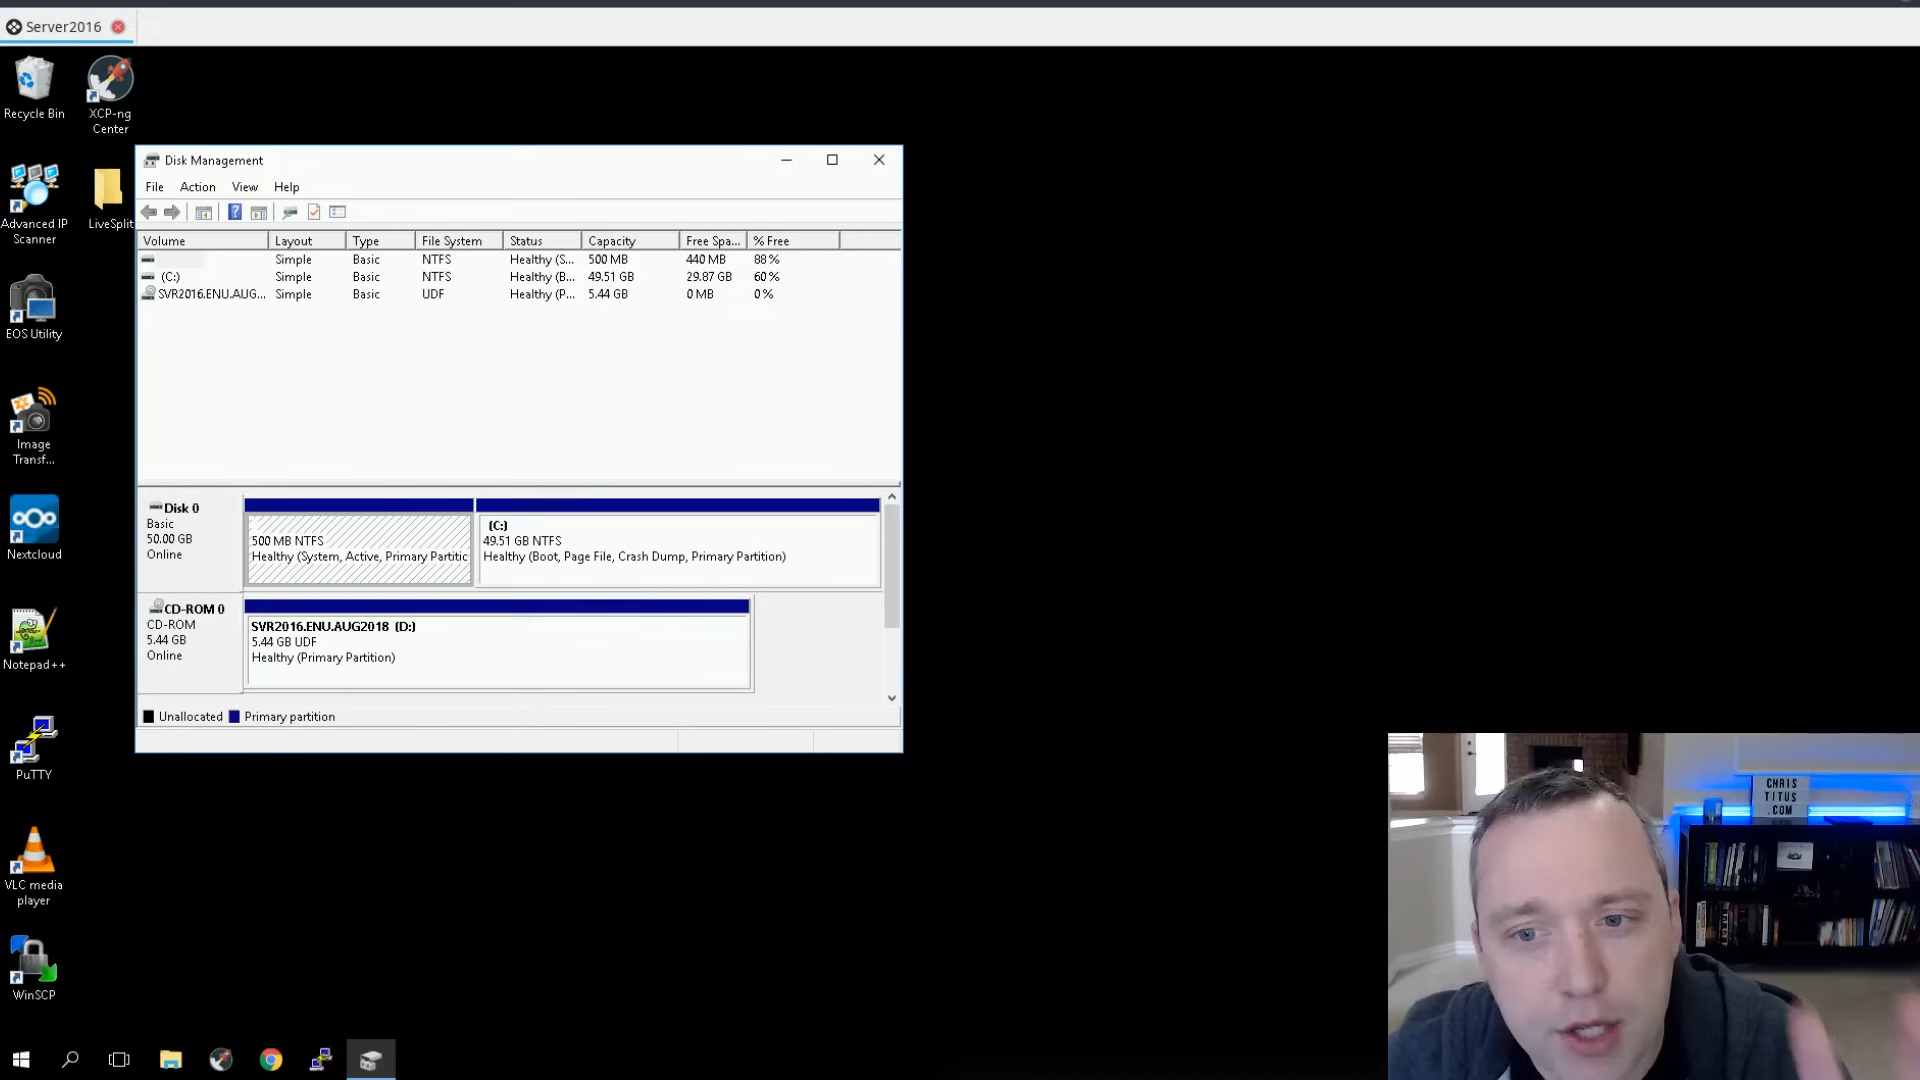 Server2016
Recycle Bin
XCP-ng
Center
Advanced IP
Scanner
LiveSplit
EOS Utility
Image
Transf...
Nextcloud
Notepad++
PuTTY
VLC media
player
WinSCP
Disk Management
File Action View Help
Volume Layout Type File System Status Capacity Free Spa... % Free
Simple Basic NTFS Healthy (S... 500 MB 440 MB 88 %
(C:) Simple Basic NTFS Healthy (B... 49.51 GB 29.87 GB 60 %
SVR2016.ENU.AUG... Simple Basic UDF Healthy (P... 5.44 GB 0 MB 0 %
Disk 0
Basic
50.00 GB
Online
500 MB NTFS
Healthy (System, Active, Primary Partitic
(C:)
49.51 GB NTFS
Healthy (Boot, Page File, Crash Dump, Primary Partition)
CD-ROM 0
CD-ROM
5.44 GB
Online
SVR2016.ENU.AUG2018 (D:)
5.44 GB UDF
Healthy (Primary Partition)
Unallocated Primary partition
CHRIS
TITUS
.COM